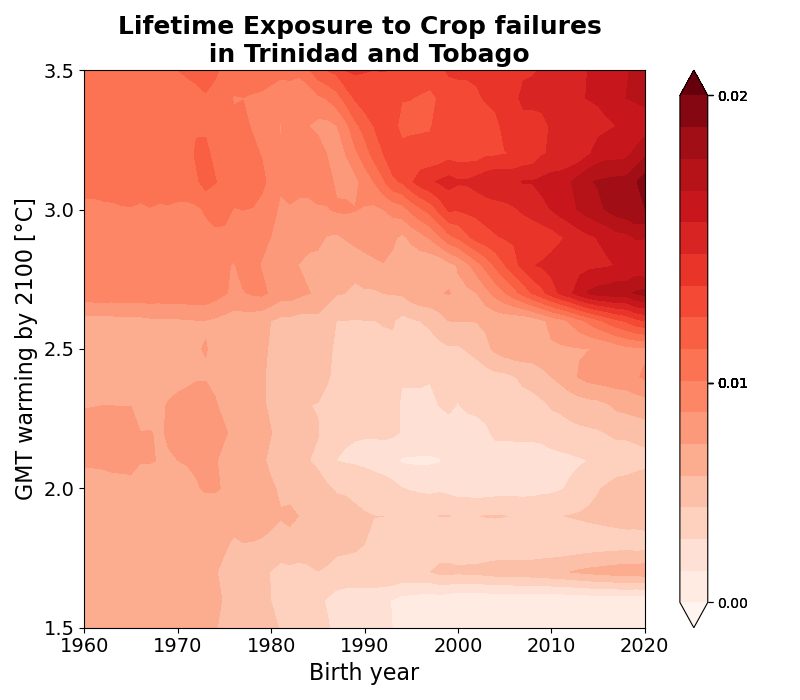 Lifetime Exposure to Crop failures
in Trinidad and Tobago
GMT warming by 2100 [°C]
3.5
3.0
2.5
2.0
1.5
1960 1970 1980 1990 2000 2010 2020
Birth year
0.02
0.01
0.00